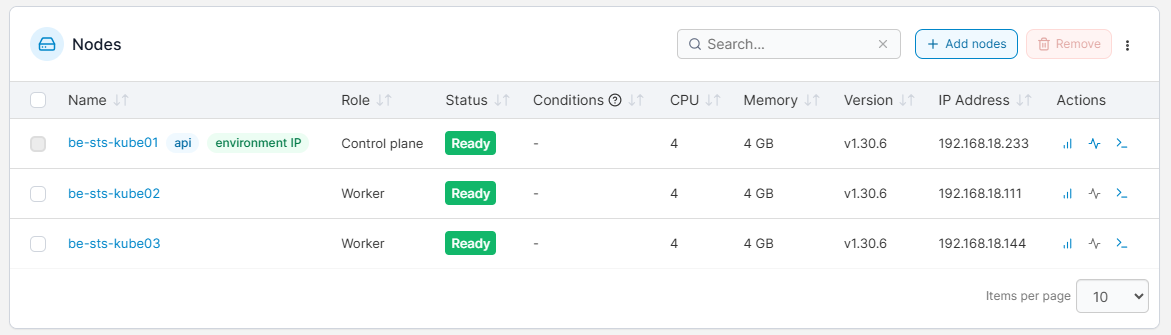 Nodes Search... Add nodes Remove
Name Role Status Conditions CPU Memory Version IP Address Actions
be-sts-kube01 api environment IP Control plane Ready - 4 4 GB v1.30.6 192.168.18.233
be-sts-kube02 Worker Ready - 4 4 GB v1.30.6 192.168.18.111
be-sts-kube03 Worker Ready - 4 4 GB v1.30.6 192.168.18.144
Items per page 10